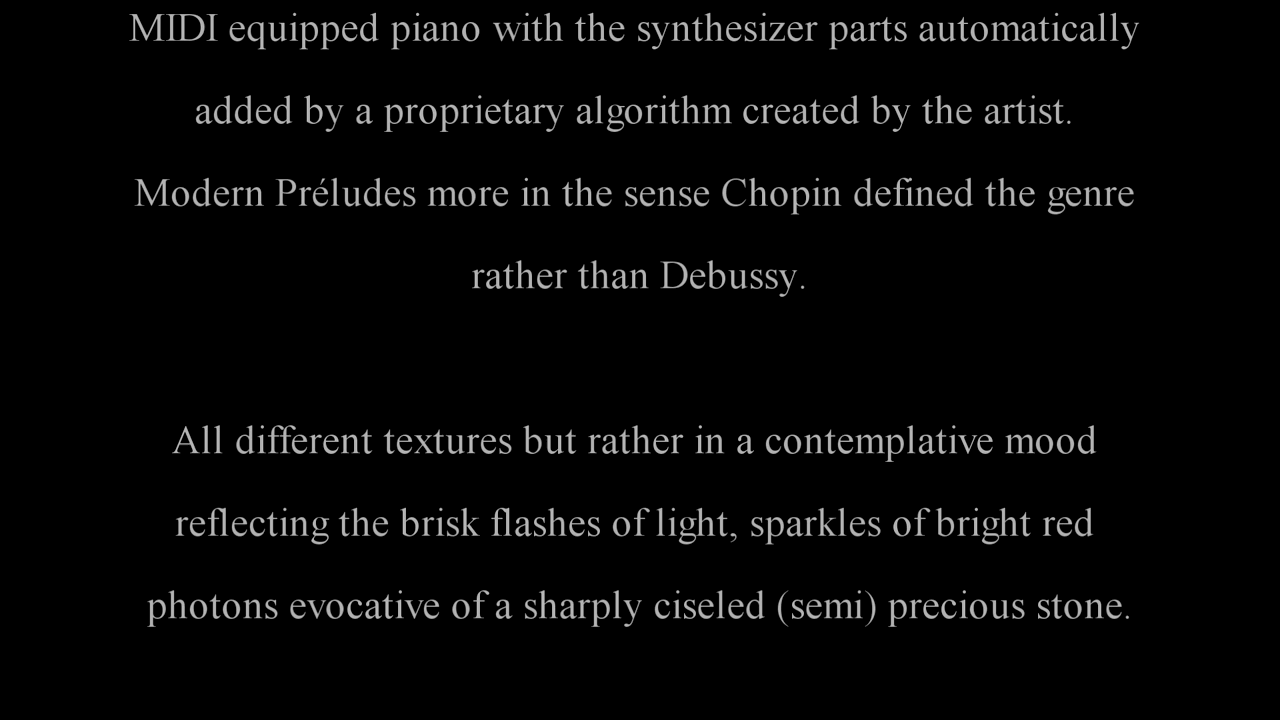 MIDI equipped piano with the synthesizer parts automatically
added by a proprietary algorithm created by the artist.
Modern Préludes more in the sense Chopin defined the genre
rather than Debussy.
All different textures but rather in a contemplative mood
reflecting the brisk flashes of light, sparkles of bright red
photons evocative of a sharply ciseled (semi) precious stone.